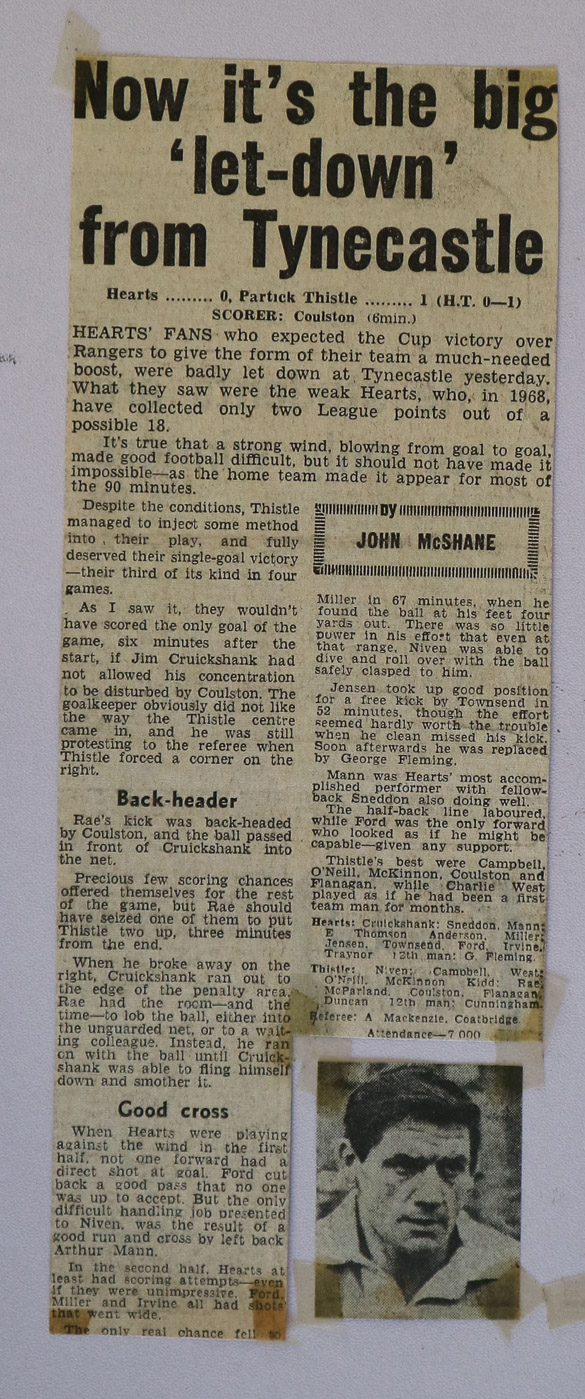 Now it's the big
'let-down'
from Tynecastle
Hearts ......... 0, Partick Thistle ......... 1 (H.T. 0—1)
SCORER: Coulston (6min.)
HEARTS' FANS who expected the Cup victory over
Rangers to give the form of their team a much-needed
boost, were badly let down at Tynecastle yesterday.
What they saw were the weak Hearts, who, in 1968,
have collected only two League points out of a
possible 18.
It's true that a strong wind, blowing from goal to goal,
made good football difficult, but it should not have made it
impossible—as the home team made it appear for most of
the 90 minutes.
Despite the conditions, Thistle
managed to inject some method
into their play, and fully
deserved their single-goal victory
—their third of its kind in four
games.
As I saw it, they wouldn't
have scored the only goal of the
game, six minutes after the
start, if Jim Cruickshank had
not allowed his concentration
to be disturbed by Coulston. The
goalkeeper obviously did not like
the way the Thistle centre
came in, and he was still
protesting to the referee when
Thistle forced a corner on the
right.
Back-header
Rae's kick was back-headed
by Coulston, and the ball passed
in front of Cruickshank into
the net.
Precious few scoring chances
offered themselves for the rest
of the game, but Rae should
have seized one of them to put
Thistle two up, three minutes
from the end.
When he broke away on the
right, Cruickshank ran out to
the edge of the penalty area.
Rae had the room—and the
time—to lob the ball, either into
the unguarded net, or to a wait-
ing colleague. Instead, he ran
on with the ball until Cruick-
shank was able to fling himself
down and smother it.
Good cross
When Hearts were playing
against the wind in the first
half, not one forward had a
direct shot at goal. Ford cut
back a good pass that no one
was up to accept. But the only
difficult handling job presented
to Niven, was the result of a
good run and cross by left back
Arthur Mann.
In the second half, Hearts at
least had scoring attempts—even
if they were unimpressive. Ford,
Miller and Irvine all had shots
that went wide.
The only real chance fell to
By
JOHN McSHANE
Miller in 67 minutes, when he
found the ball at his feet four
yards out. There was so little
power in his effort that even at
that range, Niven was able to
dive and roll over with the ball
safely clasped to him.
Jensen took up good position
for a free kick by Townsend in
52 minutes, though the effort
seemed hardly worth the trouble
when he clean missed his kick.
Soon afterwards he was replaced
by George Fleming.
Mann was Hearts' most accom-
plished performer with fellow-
back Sneddon also doing well.
The half-back line laboured,
while Ford was the only forward
who looked as if he might be
capable—given any support.
Thistle's best were Campbell,
O'Neill, McKinnon, Coulston and
Flanagan, while Charlie West
played as if he had been a first
team man for months.
Hearts: Cruickshank: Sneddon, Mann;
E Thomson Anderson, Miller;
Jensen, Townsend, Ford, Irvine,
Traynor 12th man: G. Fleming.
Thistle: Niven; Campbell, West;
O'Neill, McKinnon Kidd; Rae,
McParland, Coulston, Flanagan,
Duncan 12th man; Cunningham.
Referee: A Mackenzie, Coatbridge
Attendance—7 000